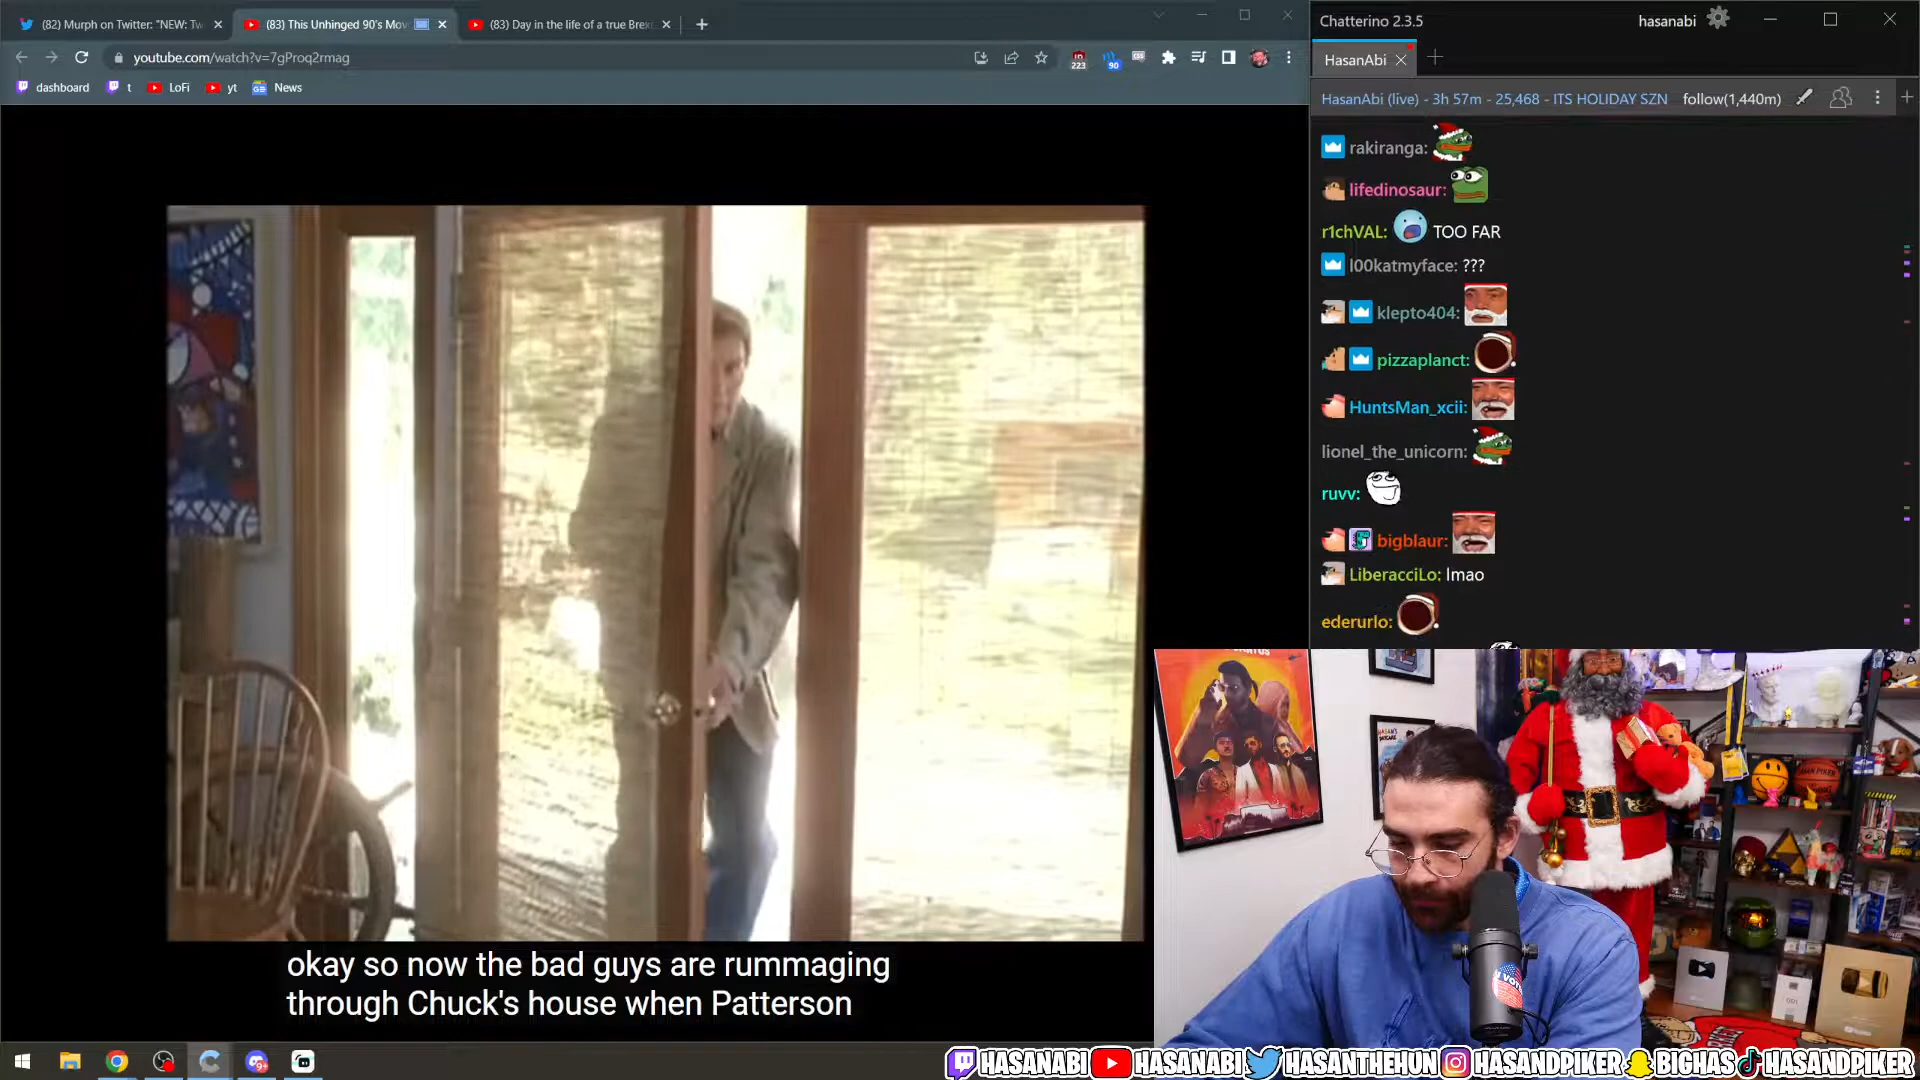 (82) Murph on Twitter: "NEW: Tw
(83) This Unhinged 90's Mov
(83) Day in the life of a true Brex
youtube.com/watch?v=7gProq2rmag
223
90
dashboard
t
LoFi
yt
News
okay so now the bad guys are rummaging
through Chuck's house when Patterson
Chatterino 2.3.5
hasanabi
HasanAbi
HasanAbi (live) - 3h 57m - 25,468 - ITS HOLIDAY SZN
follow(1,440m)
rakiranga:
lifedinosaur:
r1chVAL: TOO FAR
l00katmyface: ???
klepto404:
pizzaplanct:
HuntsMan_xcii:
lionel_the_unicorn:
ruvv:
bigblaur:
LiberacciLo: lmao
ederurlo:
HASANABI HASANABI HASANTHEHUN HASANDPIKER BIGHAS HASANDPIKER